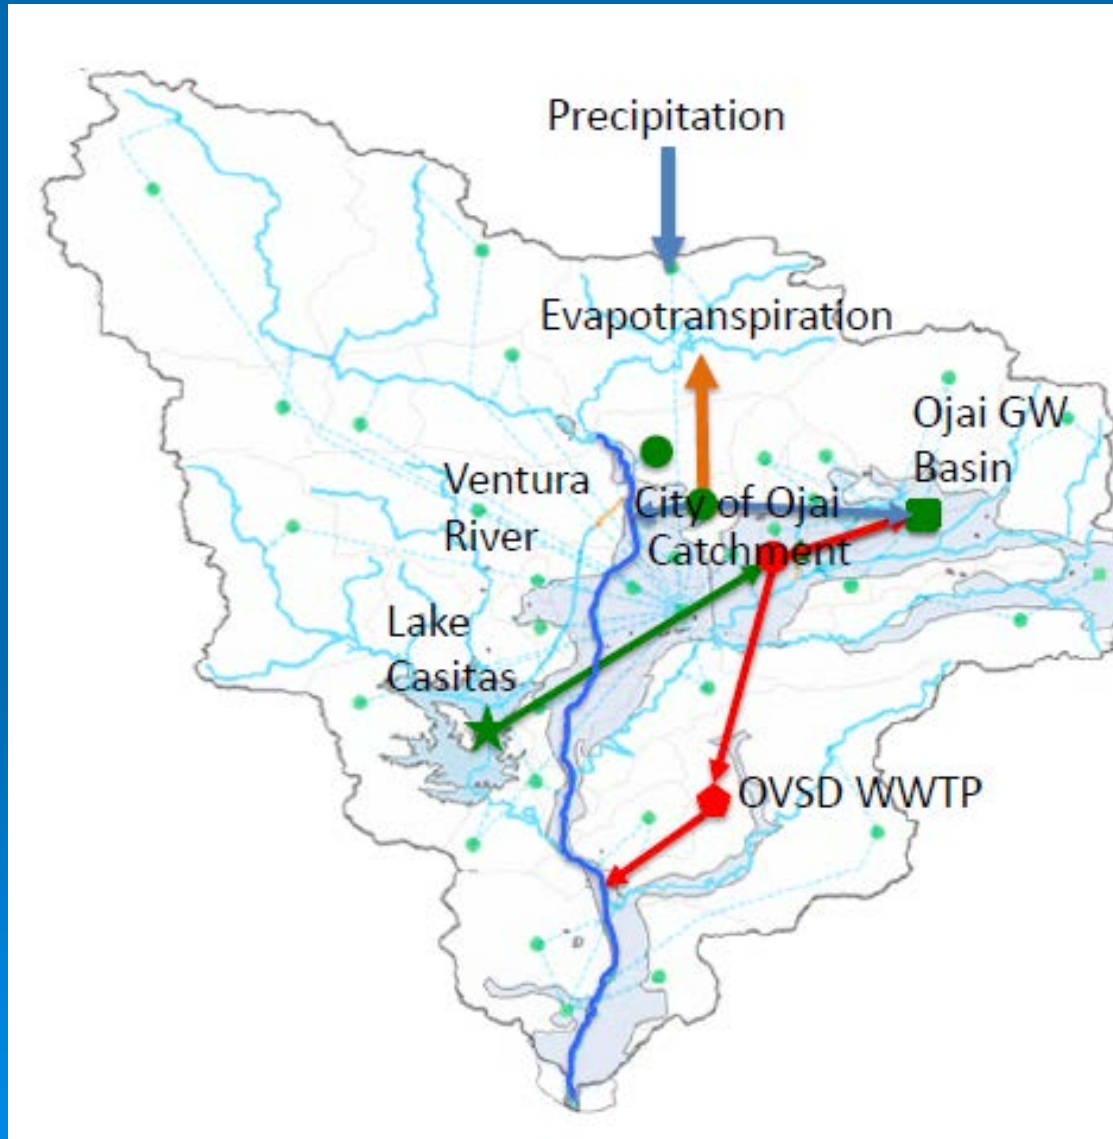 Precipitation
Evapotranspiration
Ojai GW
Basin
Ventura
River
City of Ojai
Catchment
Lake
Casitas
OVSD WWTP